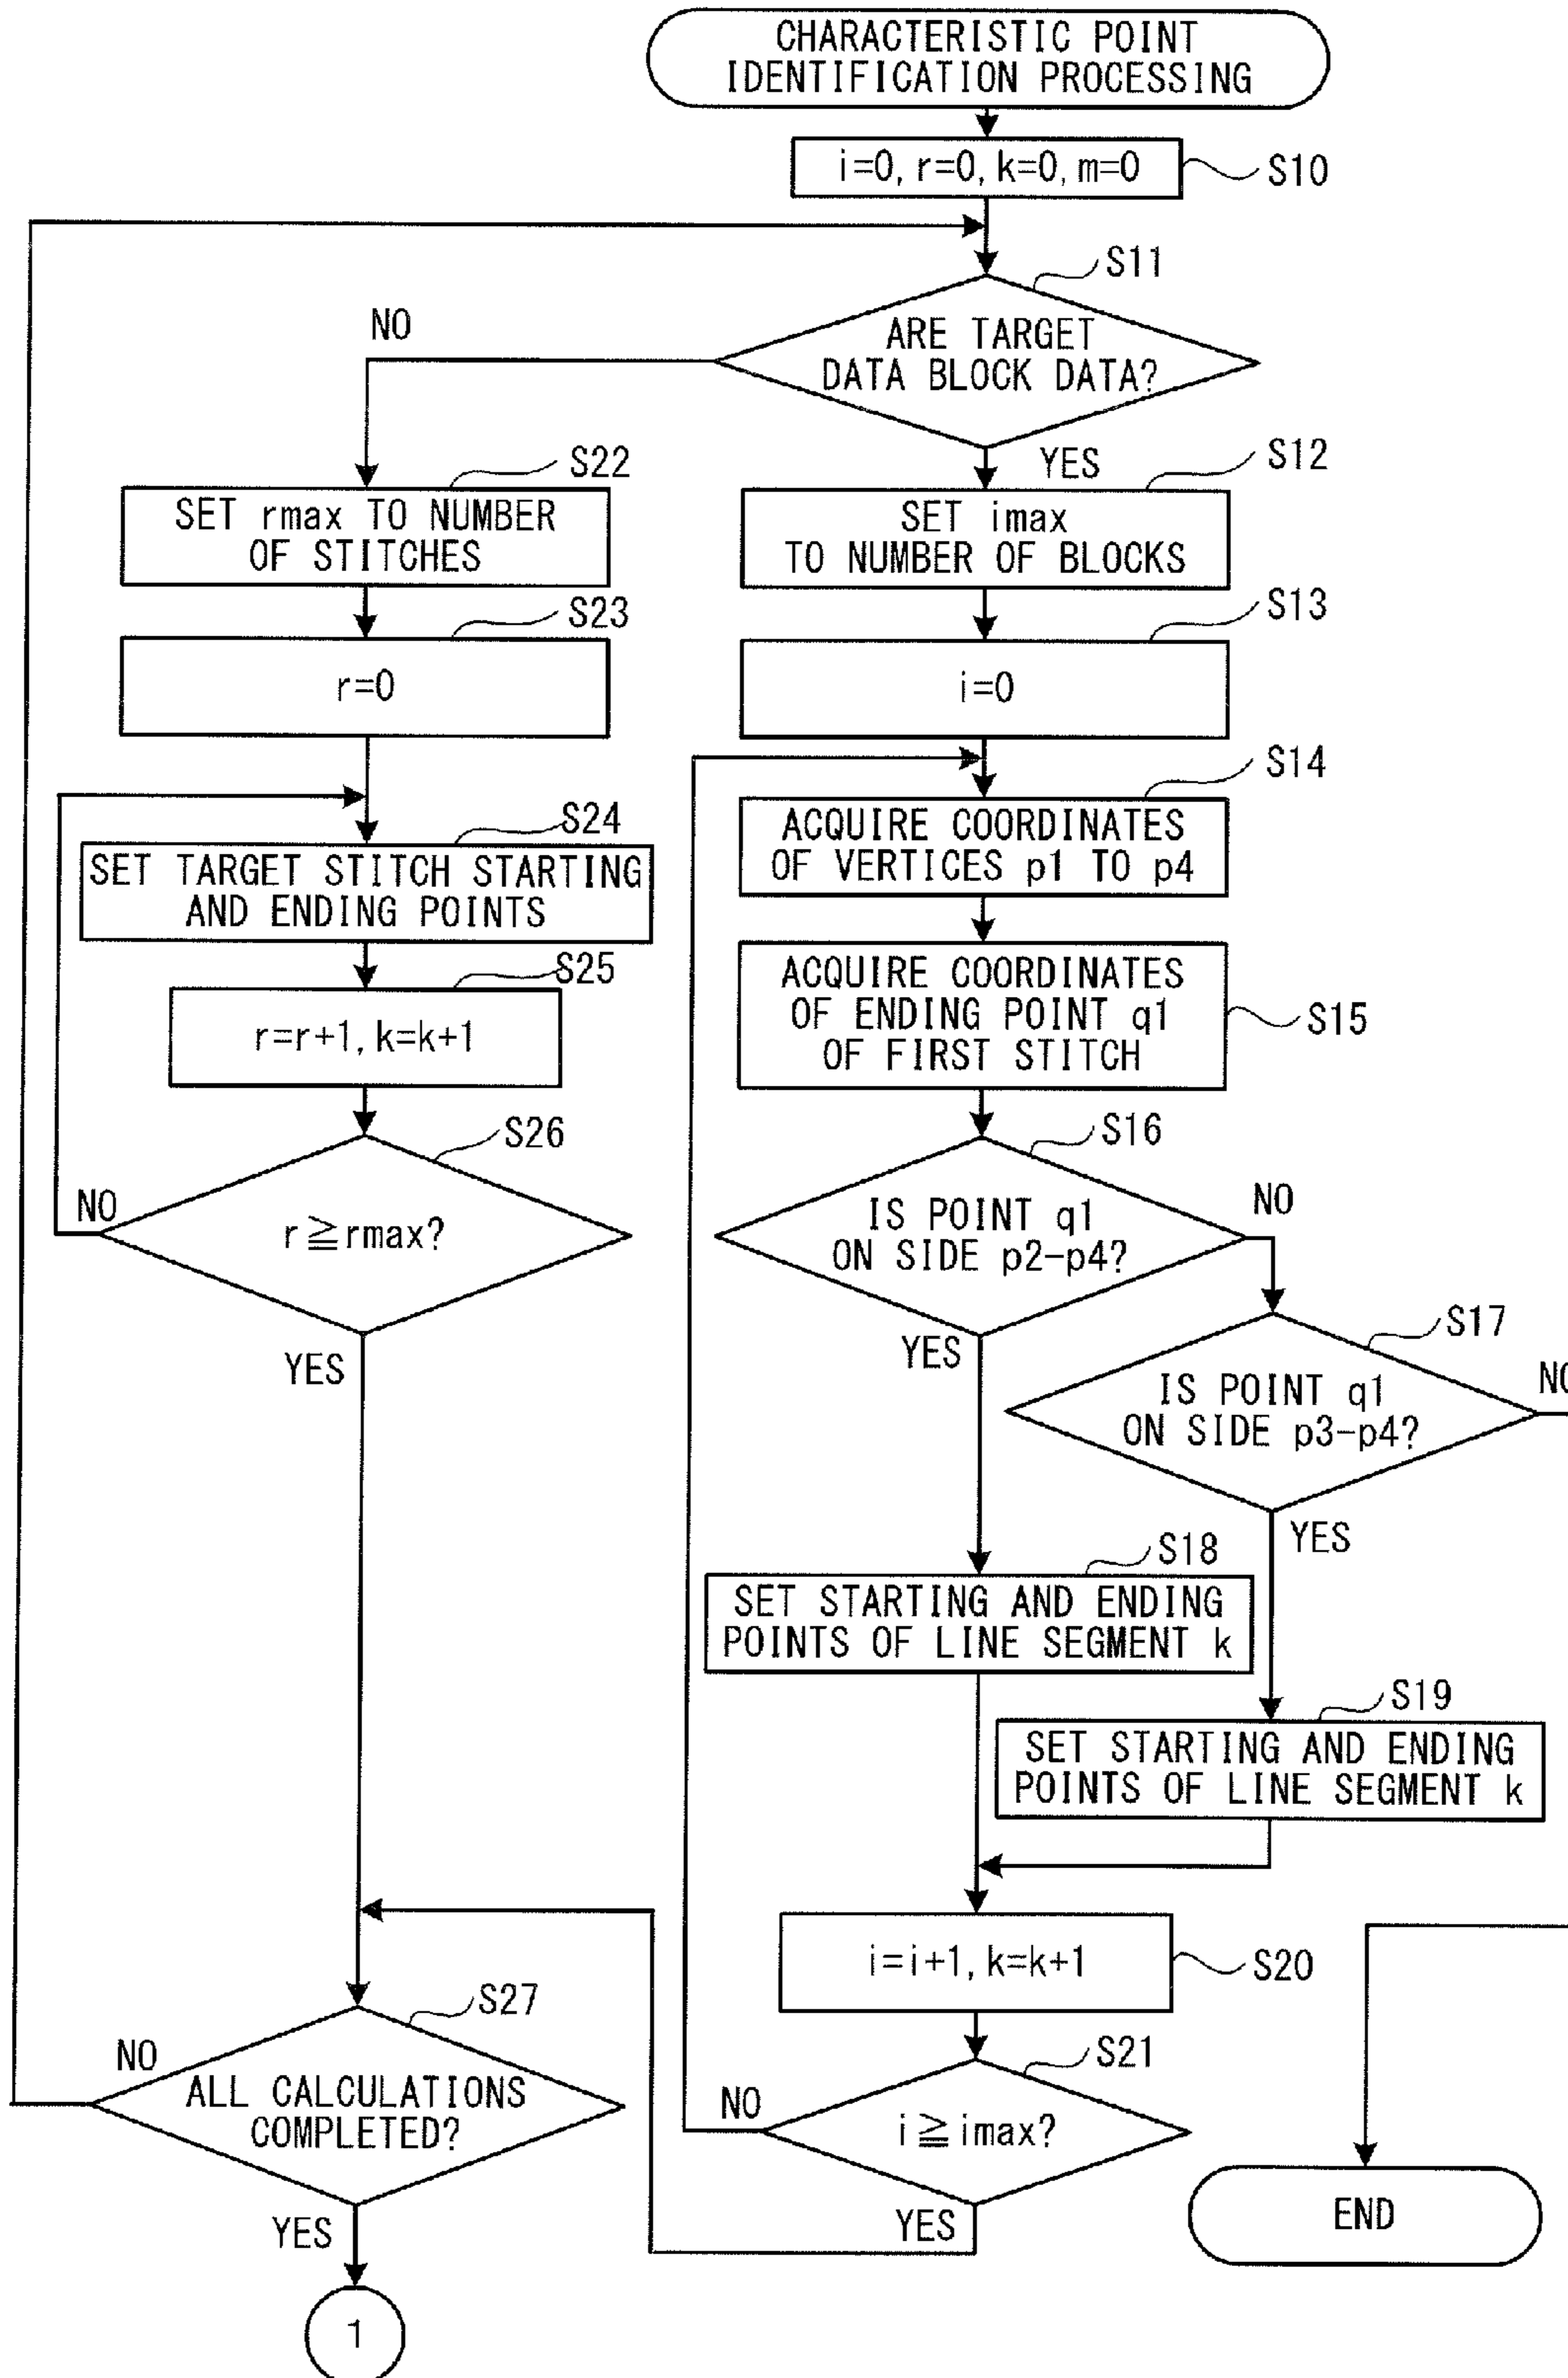 CHARACTERISTIC POINT
IDENTIFICATION PROCESSING
i=0, r=0, k=0, m=0
S10
S11
ARE TARGET
DATA BLOCK DATA?
NO
YES
S22
SET rmax TO NUMBER
OF STITCHES
S12
SET imax
TO NUMBER OF BLOCKS
S23
r=0
S13
i=0
S24
SET TARGET STITCH STARTING
AND ENDING POINTS
S14
ACQUIRE COORDINATES
OF VERTICES p1 TO p4
S25
r=r+1, k=k+1
S15
ACQUIRE COORDINATES
OF ENDING POINT q1
OF FIRST STITCH
S26
r≧rmax?
NO
YES
S16
IS POINT q1
ON SIDE p2-p4?
NO
YES
S17
IS POINT q1
ON SIDE p3-p4?
NO
YES
S18
SET STARTING AND ENDING
POINTS OF LINE SEGMENT k
S19
SET STARTING AND ENDING
POINTS OF LINE SEGMENT k
i=i+1, k=k+1
S20
S27
ALL CALCULATIONS
COMPLETED?
NO
YES
S21
i≧imax?
NO
YES
END
1